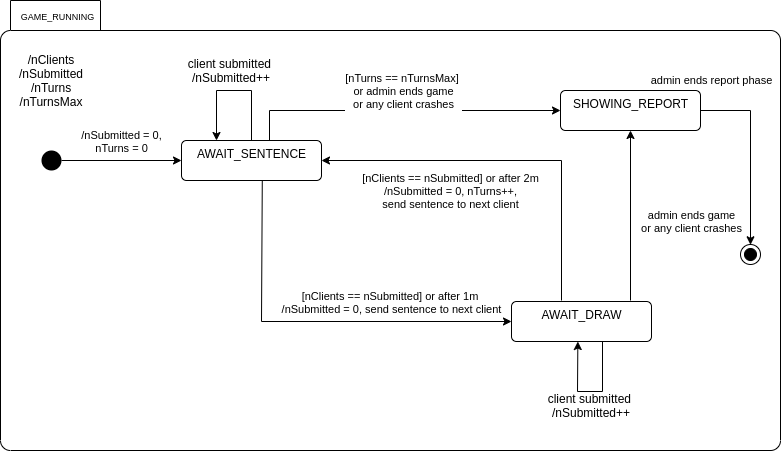 GAME_RUNNING
/nClients
/nSubmitted
/nTurns
/nTurnsMax
client submitted
/nSubmitted++
[nTurns == nTurnsMax]
or admin ends game
or any client crashes
admin ends report phase
SHOWING_REPORT
/nSubmitted = 0,
nTurns = 0
AWAIT_SENTENCE
[nClients == nSubmitted] or after 2m
/nSubmitted = 0, nTurns++,
send sentence to next client
admin ends game
or any client crashes
[nClients == nSubmitted] or after 1m
/nSubmitted = 0, send sentence to next client
AWAIT_DRAW
client submitted
/nSubmitted++